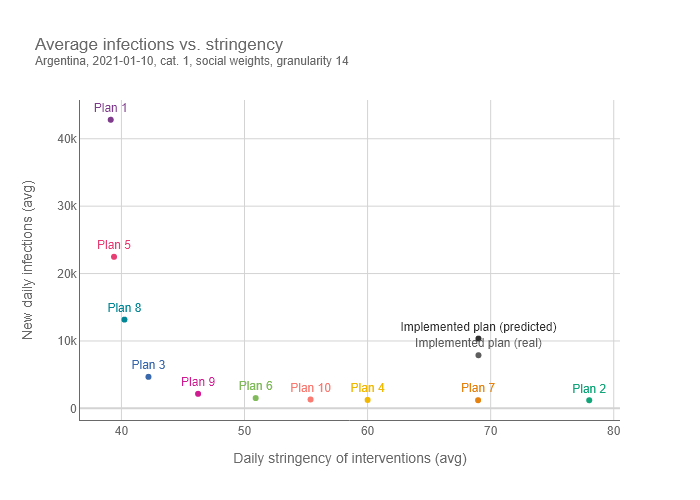 Average infections vs. stringency
Argentina, 2021-01-10, cat. 1, social weights, granularity 14
Plan 1
40k
30k
Plan 5
20k
Plan 8
Implemented plan (predicted)
10k
Implemented plan (real)
Plan 3
Plan 9
Plan 6
Plan 10
Plan 4
Plan 7
Plan 2
0
40
50
60
70
80
New daily infections (avg)
Daily stringency of interventions (avg)